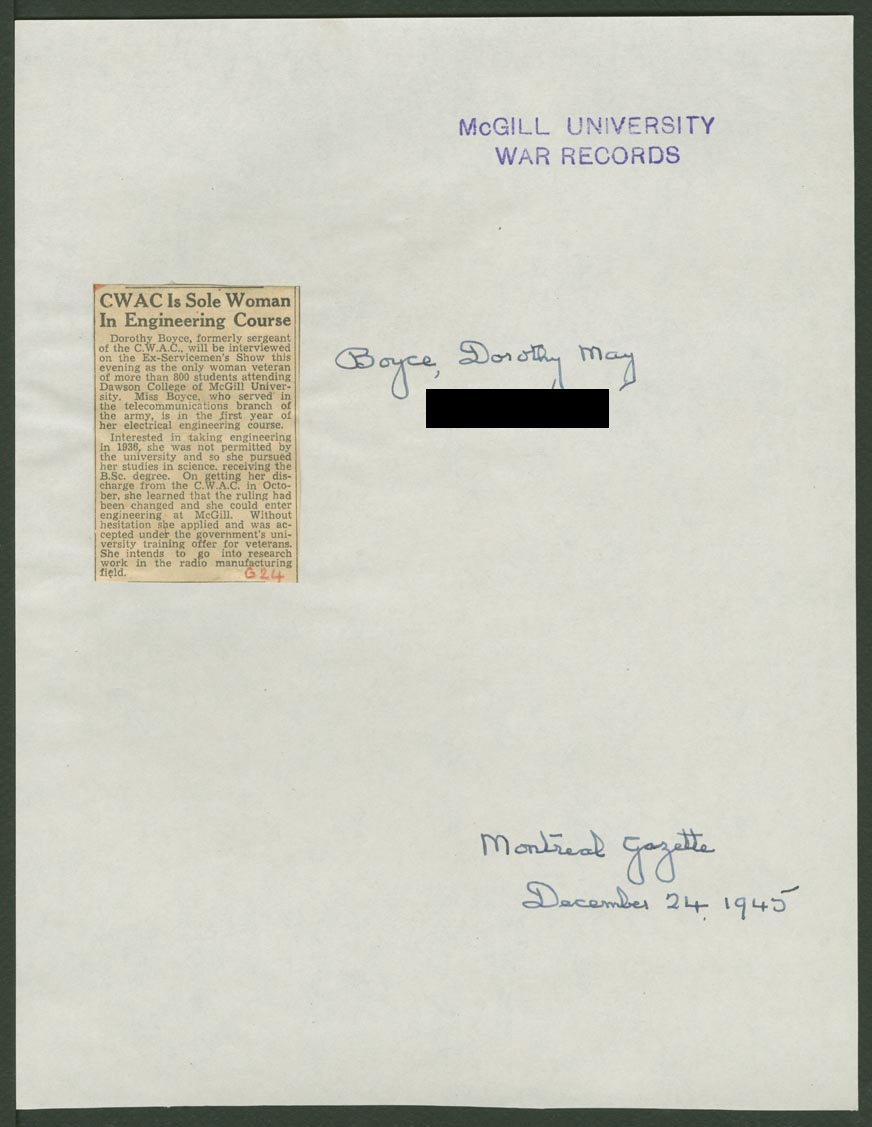 McGILL UNIVERSITY
WAR RECORDS
CWAC Is Sole Woman
In Engineering Course
Dorothy Boyce, formerly sergeant
of the C.W.A.C., will be interviewed
on the Ex-Servicemen's Show this
evening as the only woman veteran
of more than 800 students attending
Dawson College of McGill Univer-
sity. Miss Boyce, who served in
the telecommunications branch of
the army, is in the first year of
her electrical engineering course.
Interested in taking engineering
in 1936, she was not permitted by
the university and so she pursued
her studies in science, receiving the
B.Sc. degree. On getting her dis-
charge from the C.W.A.C. in Octo-
ber, she learned that the ruling had
been changed and she could enter
engineering at McGill. Without
hesitation she applied and was ac-
cepted under the government's uni-
versity training offer for veterans.
She intends to go into research
work in the radio manufacturing
field.
G24
Boyce, Dorothy May
Montreal Gazette
December 24, 1945